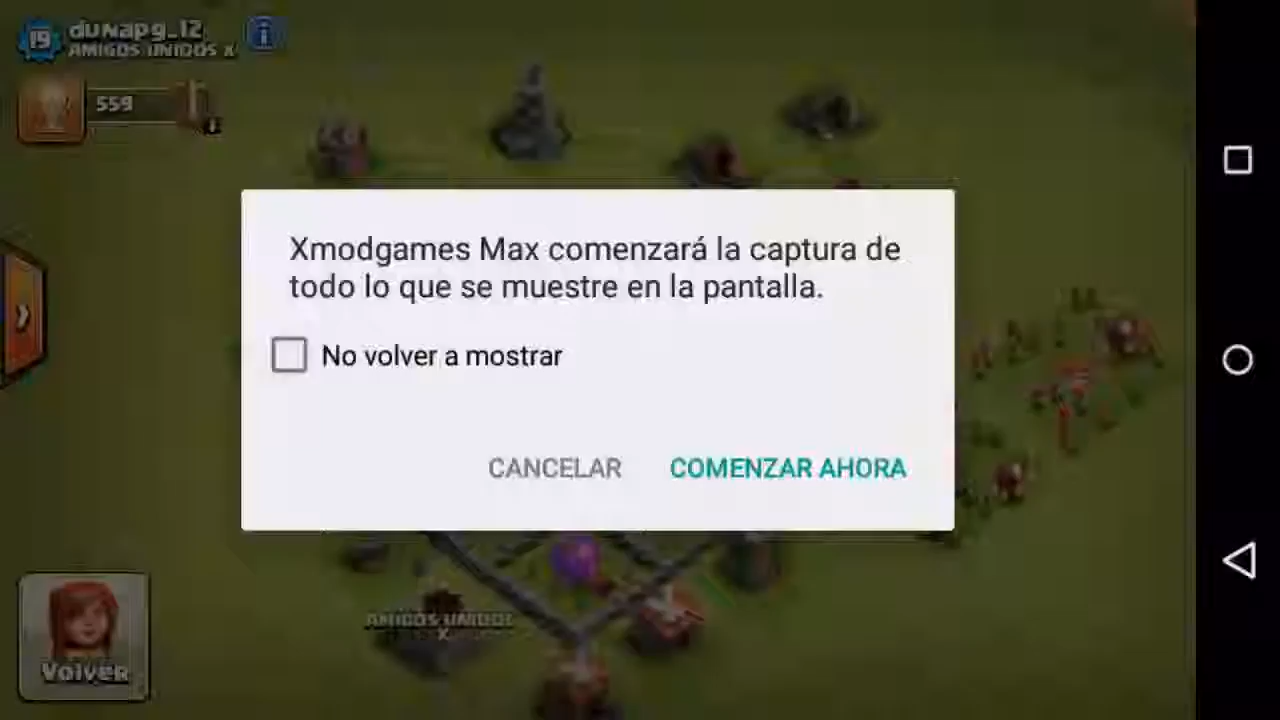 19
dunapg_12
AMIGOS UNIDOS X
559
Xmodgames Max comenzará la captura de
todo lo que se muestre en la pantalla.
No volver a mostrar
CANCELAR
COMENZAR AHORA
AMIGOS UNIDOS
X
Volver